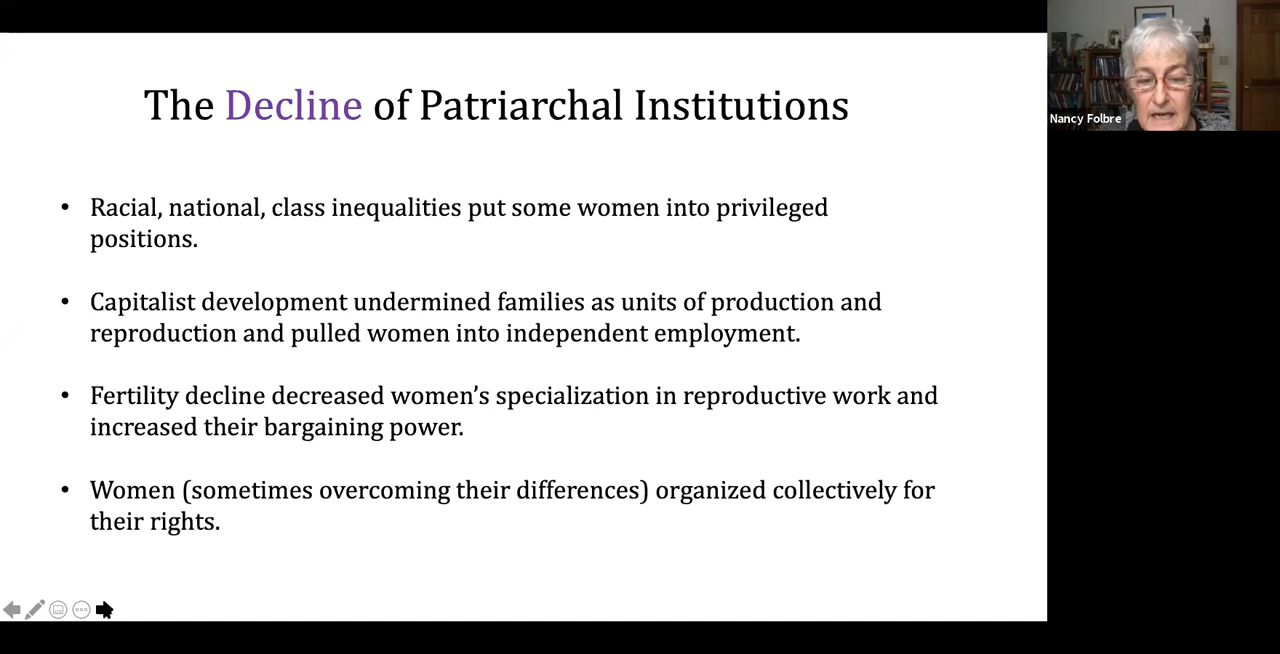 The Decline of Patriarchal Institutions
• Racial, national, class inequalities put some women into privileged
positions.
• Capitalist development undermined families as units of production and
reproduction and pulled women into independent employment.
• Fertility decline decreased women’s specialization in reproductive work and
increased their bargaining power.
• Women (sometimes overcoming their differences) organized collectively for
their rights.
Nancy Folbre